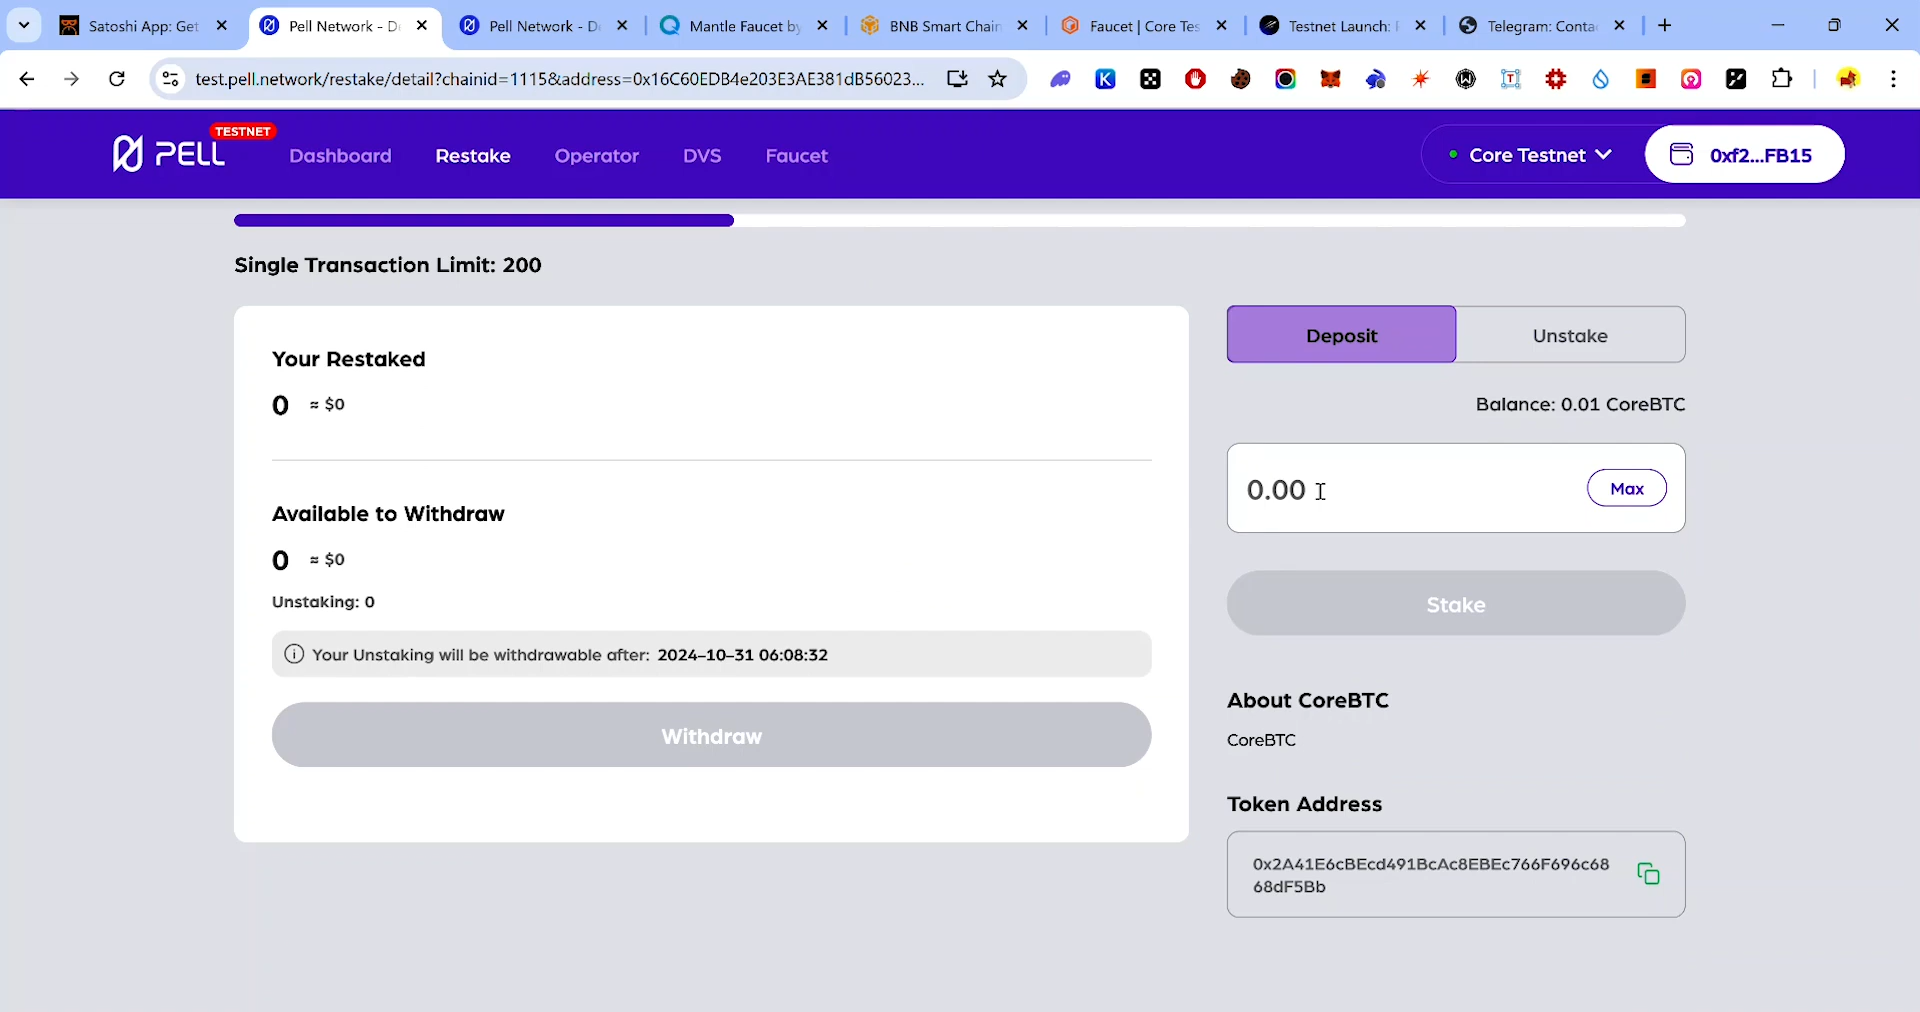 Satoshi App: Get
Pell Network - De
Pell Network - De
Mantle Faucet by
BNB Smart Chain
Faucet | Core Tes
Testnet Launch:
Telegram: Conta
test.pell.network/restake/detail?chainid=1115&address=0x16C60EDB4e203E3AE381dB56023...
PELL
TESTNET
Dashboard
Restake
Operator
DVS
Faucet
Core Testnet
0xf2...FB15
Single Transaction Limit: 200
Your Restaked
0 ≈ $0
Available to Withdraw
0 ≈ $0
Unstaking: 0
Your Unstaking will be withdrawable after: 2024-10-31 06:08:32
Withdraw
Deposit
Unstake
Balance: 0.01 CoreBTC
0.00
Max
Stake
About CoreBTC
CoreBTC
Token Address
0x2A41E6cBEcd491BcAc8EBEc766F696c68
68dF5Bb